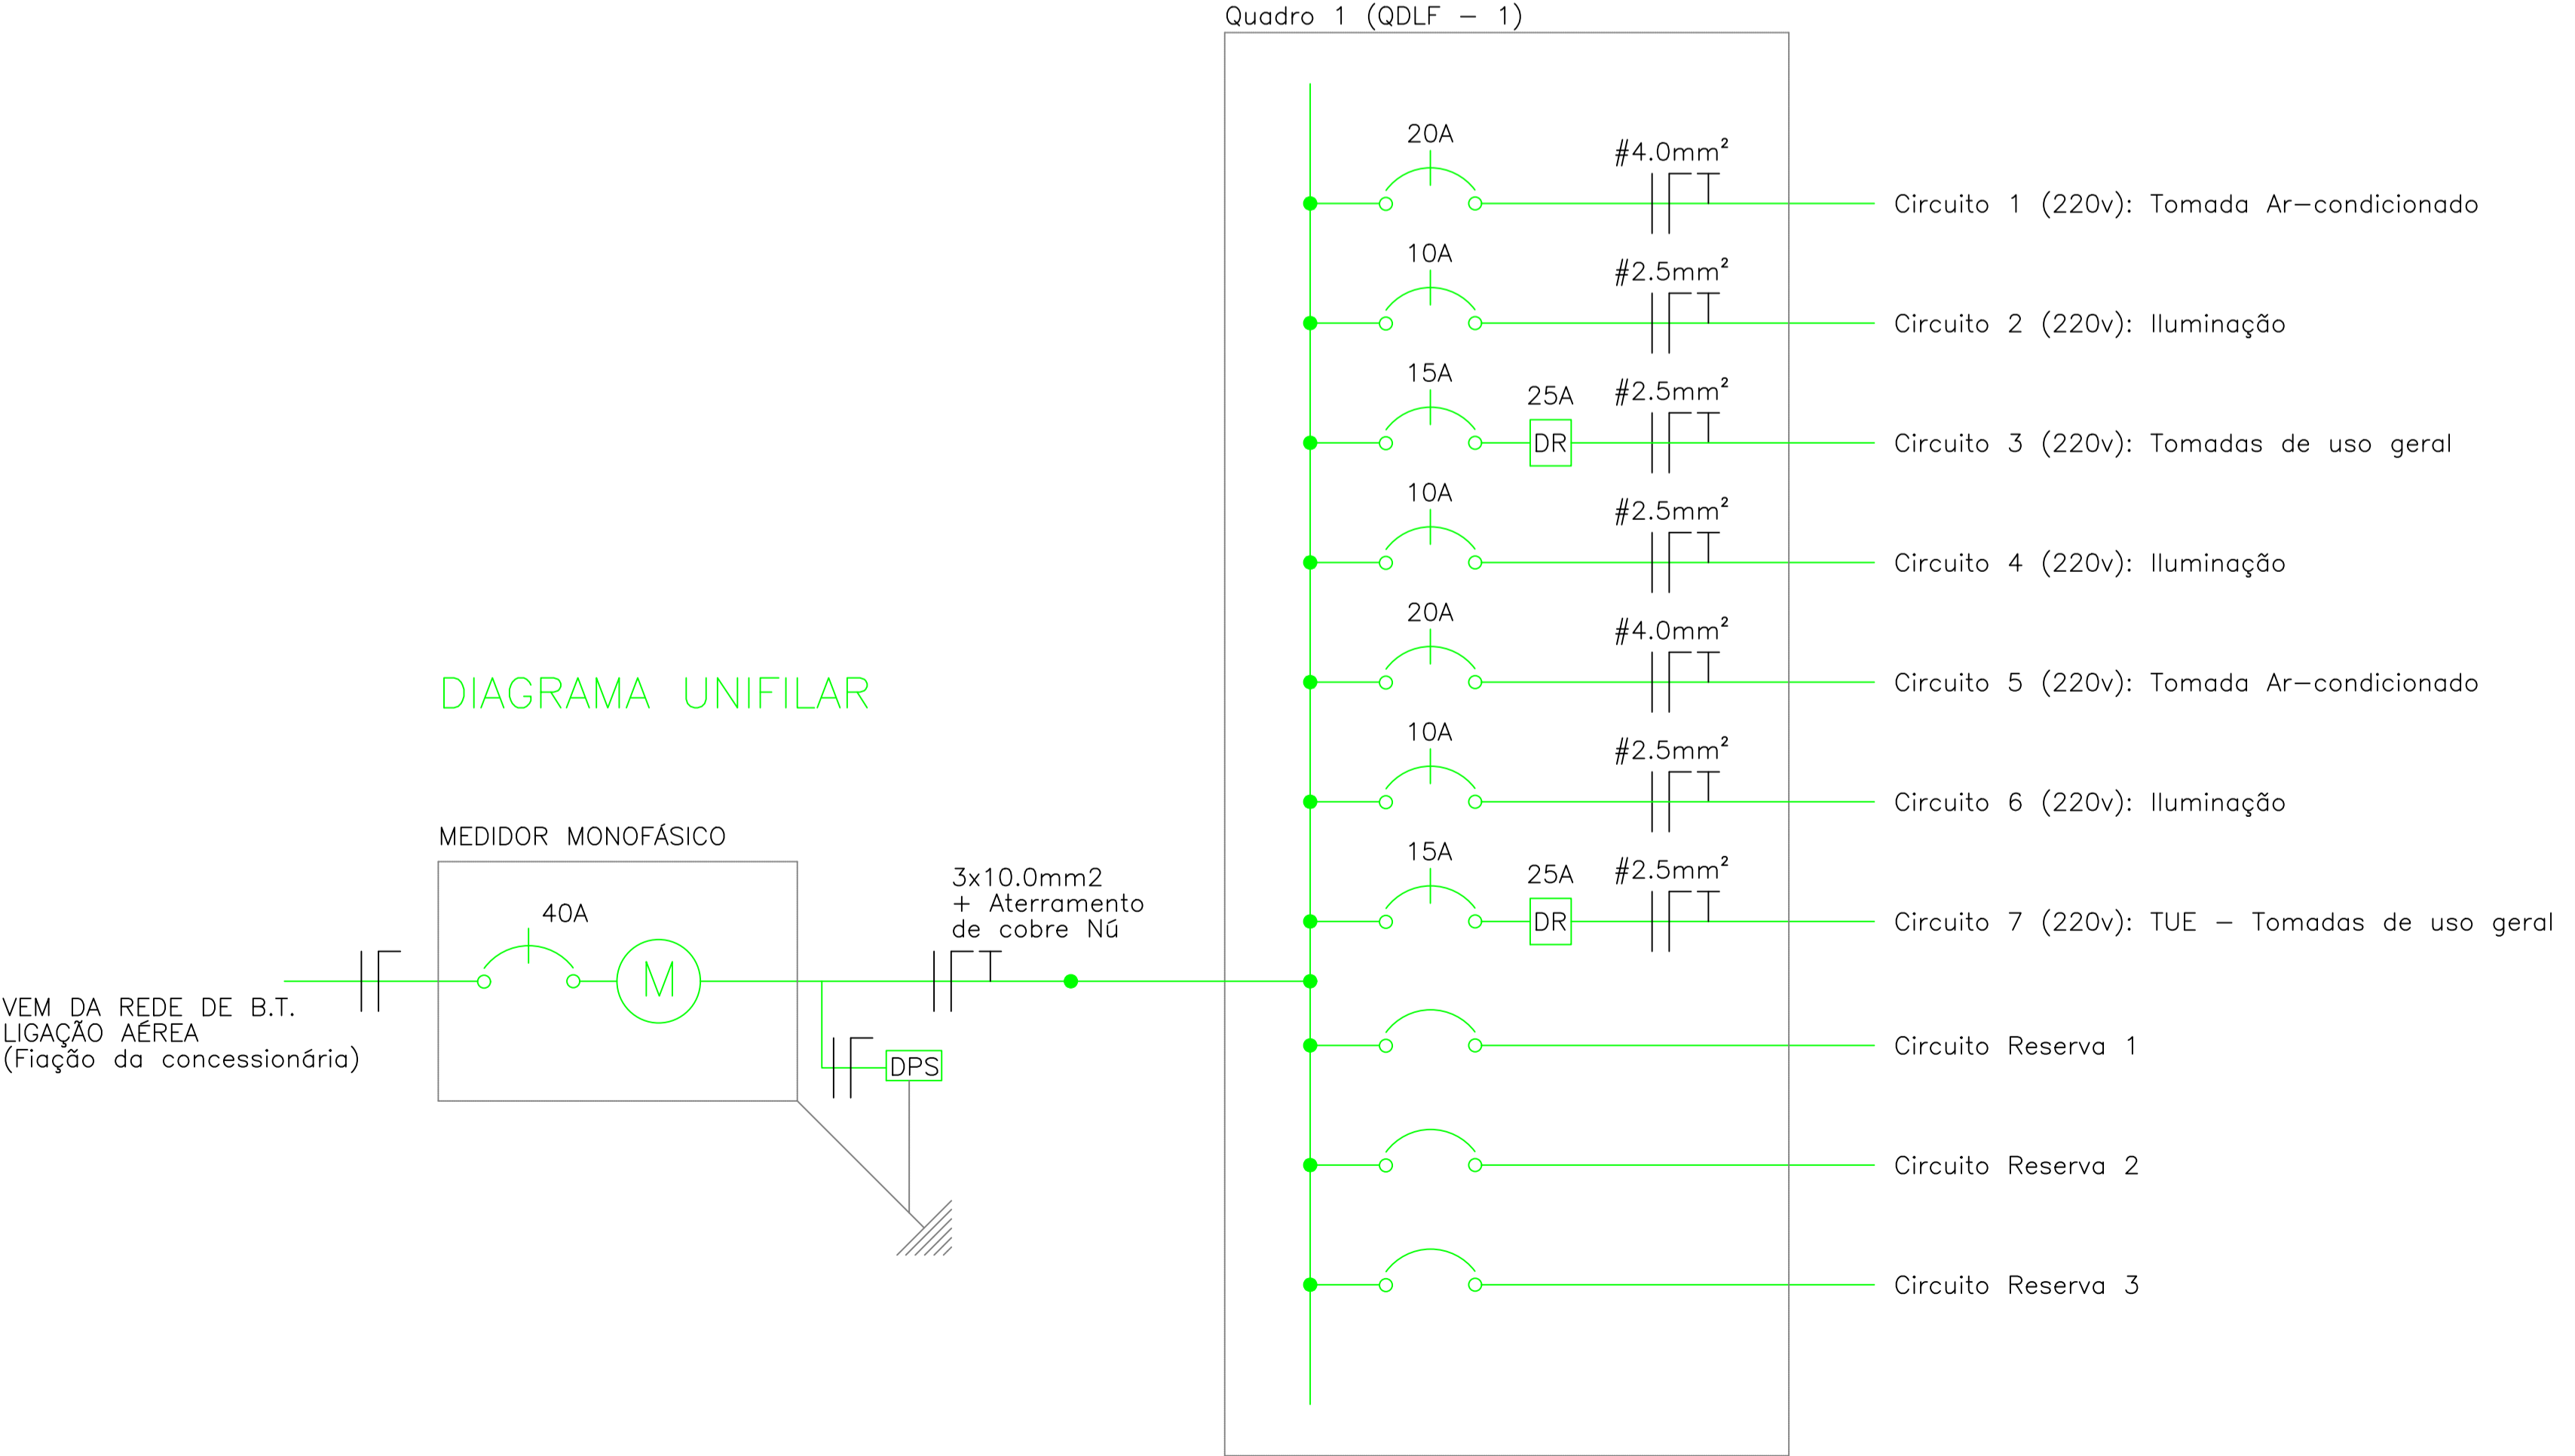 Quadro 1 (QDLF - 1)
20A
#4.0mm²
Circuito 1 (220v): Tomada Ar-condicionado
10A
#2.5mm²
Circuito 2 (220v): Iluminação
15A
25A
DR
#2.5mm²
Circuito 3 (220v): Tomadas de uso geral
10A
#2.5mm²
Circuito 4 (220v): Iluminação
20A
#4.0mm²
Circuito 5 (220v): Tomada Ar-condicionado
10A
#2.5mm²
Circuito 6 (220v): Iluminação
15A
25A
DR
#2.5mm²
Circuito 7 (220v): TUE - Tomadas de uso geral
Circuito Reserva 1
Circuito Reserva 2
Circuito Reserva 3
DIAGRAMA UNIFILAR
MEDIDOR MONOFÁSICO
40A
M
3x10.0mm2
+ Aterramento
de cobre Nú
DPS
VEM DA REDE DE B.T.
LIGAÇÃO AÉREA
(Fiação da concessionária)